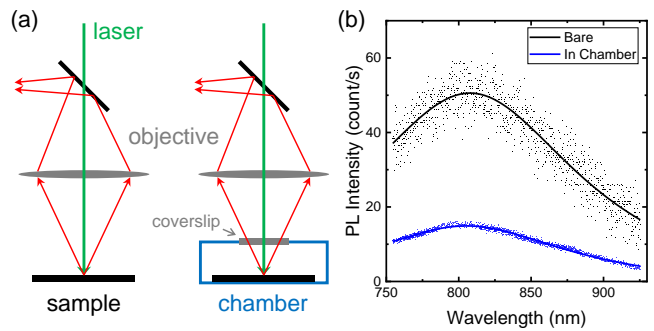 (a)
laser
objective
coverslip
sample
chamber
(b)
Bare
In Chamber
PL Intensity (count/s)
60
40
20
0
750
800
850
900
Wavelength (nm)